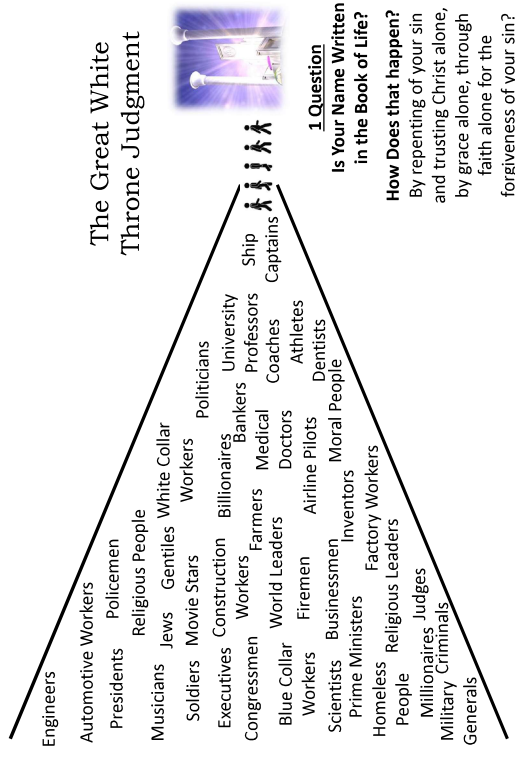 The Great White
Throne Judgment
Engineers
Automotive Workers
Presidents
Policemen
Religious People
Musicians
Jews
Gentiles
White Collar
Workers
Soldiers
Movie Stars
Politicians
Executives
Construction
Workers
Billionaires
Bankers
University
Professors
Ship
Captains
Congressmen
Farmers
Medical
Doctors
Coaches
World Leaders
Blue Collar
Workers
Firemen
Airline Pilots
Athletes
Dentists
Scientists
Businessmen
Inventors
Moral People
Prime Ministers
Factory Workers
Homeless
People
Religious Leaders
Millionaires
Judges
Military
Generals
Criminals
1 Question
Is Your Name Written
in the Book of Life?
How Does that happen?
By repenting of your sin
and trusting Christ alone,
by grace alone, through
faith alone for the
forgiveness of your sin?